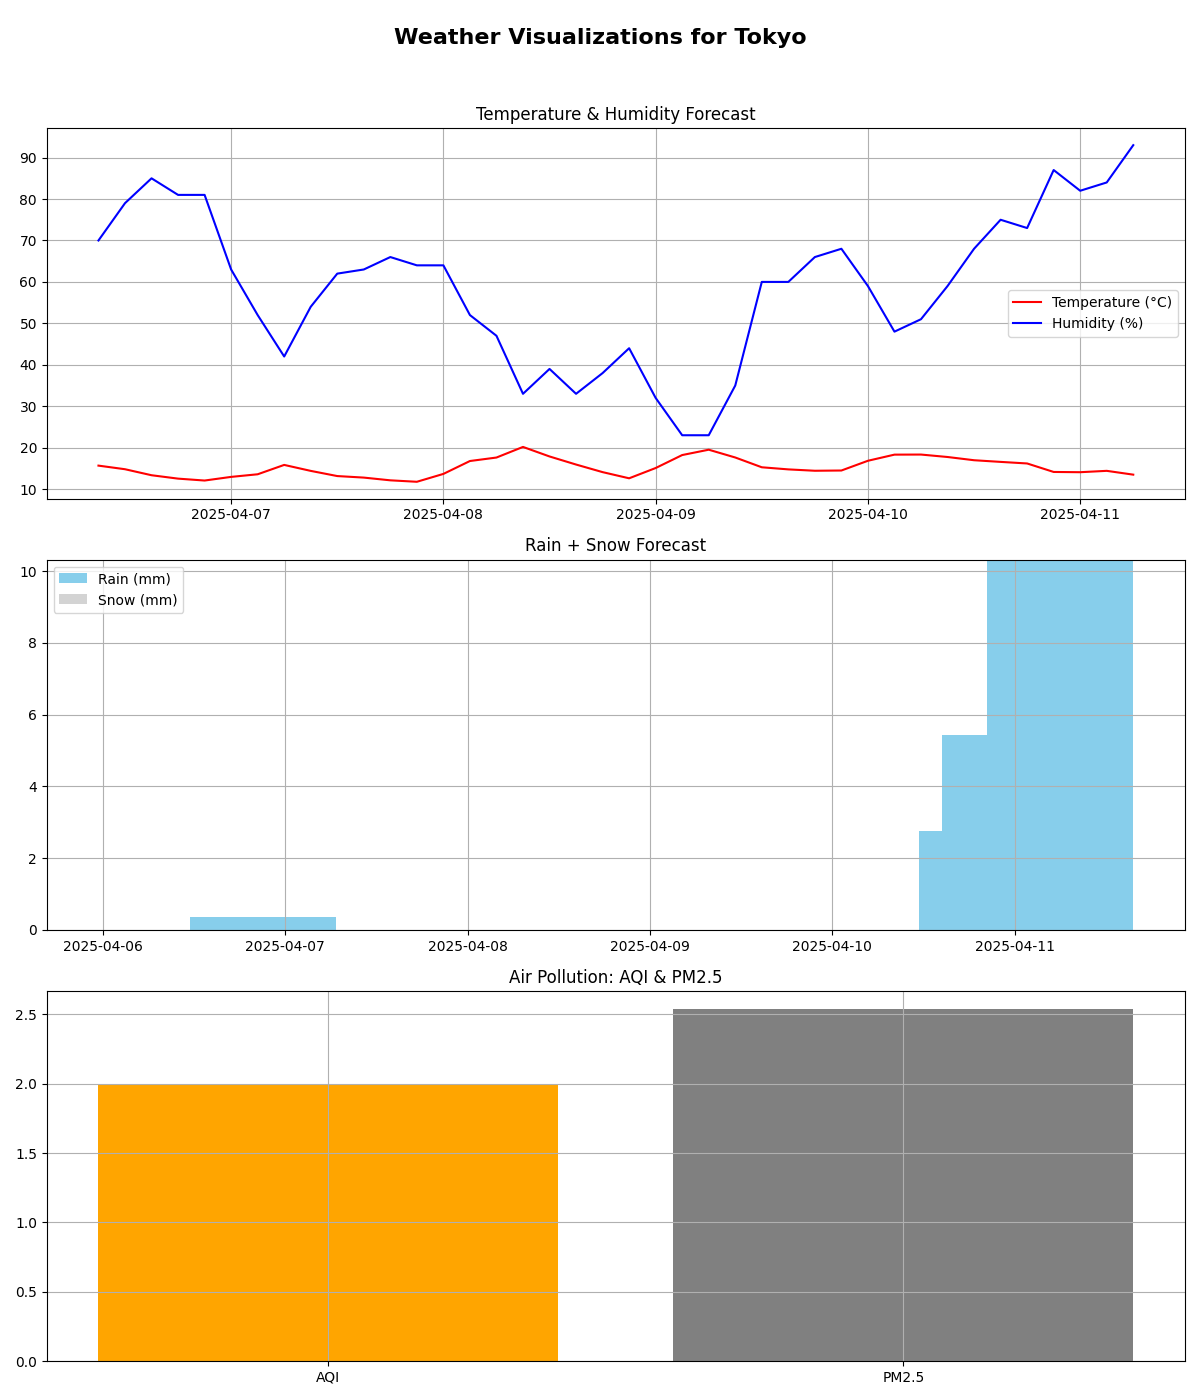 Weather Visualizations for Tokyo
Temperature & Humidity Forecast
90
80
70
60
50
40
30
20
10
Temperature (°C)
Humidity (%)
2025-04-07 2025-04-08 2025-04-09 2025-04-10 2025-04-11
Rain + Snow Forecast
10
8
6
4
2
0
Rain (mm)
Snow (mm)
2025-04-06 2025-04-07 2025-04-08 2025-04-09 2025-04-10 2025-04-11
Air Pollution: AQI & PM2.5
2.5
2.0
1.5
1.0
0.5
0.0
AQI PM2.5